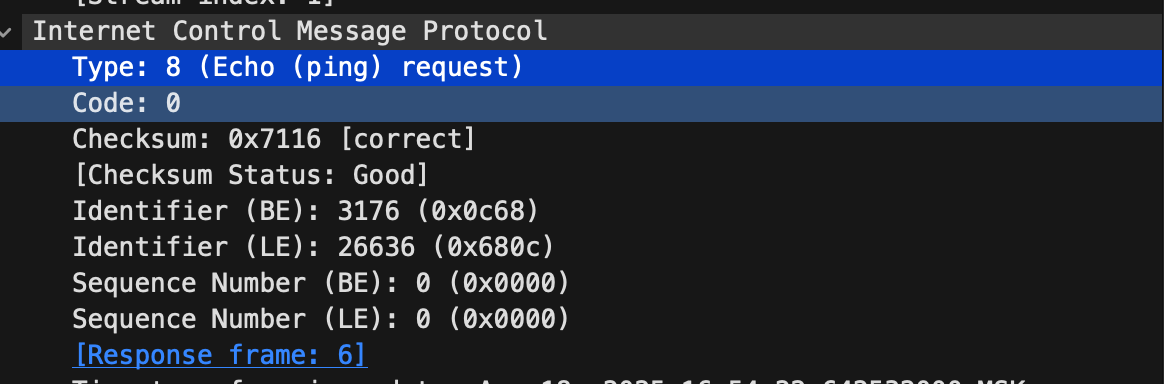 [Stream index: 1]
Internet Control Message Protocol
Type: 8 (Echo (ping) request)
Code: 0
Checksum: 0x7116 [correct]
[Checksum Status: Good]
Identifier (BE): 3176 (0x0c68)
Identifier (LE): 26636 (0x680c)
Sequence Number (BE): 0 (0x0000)
Sequence Number (LE): 0 (0x0000)
[Response frame: 6]